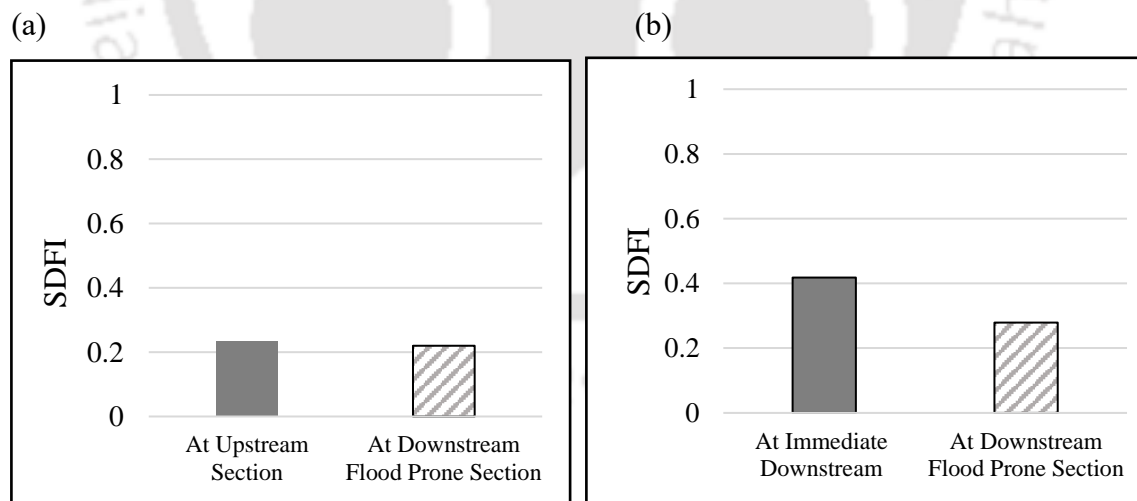 (a)
(b)
1
0.8
0.6
0.4
0.2
0
SDFI
At Upstream
Section
At Downstream
Flood Prone Section
1
0.8
0.6
0.4
0.2
0
SDFI
At Immediate
Downstream
At Downstream
Flood Prone Section